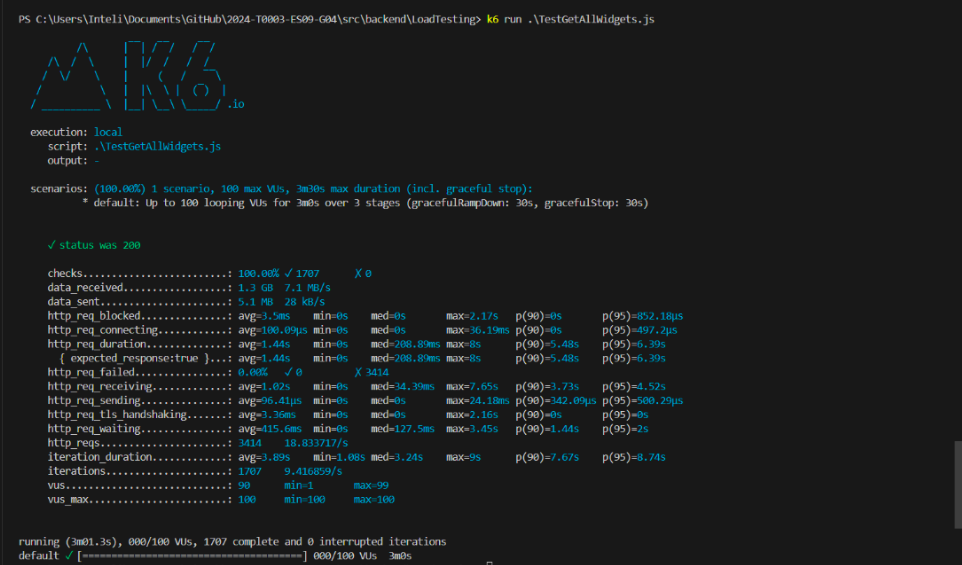 PS C:\Users\Inteli\Documents\GitHub\2024-T0003-ES09-G04\src\backend\LoadTesting> k6 run .\TestGetAllWidgets.js
          /\      |‾‾| /‾‾/   /‾‾/
     /\  /  \     |  |/  /   /  /
    /  \/    \    |     (   /   ‾‾\
   /          \   |  |\  \ |  (‾)  |
  / __________ \  |__| \__\ \_____/ .io
execution: local
script: .\TestGetAllWidgets.js
output: -
scenarios: (100.00%) 1 scenario, 100 max VUs, 3m30s max duration (incl. graceful stop):
* default: Up to 100 looping VUs for 3m0s over 3 stages (gracefulRampDown: 30s, gracefulStop: 30s)
✓ status was 200
checks.........................: 100.00% ✓ 1707 ✗ 0
data_received..................: 1.3 GB 7.1 MB/s
data_sent......................: 5.1 MB 28 kB/s
http_req_blocked...............: avg=3.5ms min=0s med=0s max=2.17s p(90)=0s p(95)=852.18µs
http_req_connecting............: avg=100.09µs min=0s med=0s max=36.19ms p(90)=0s p(95)=497.2µs
http_req_duration..............: avg=1.44s min=0s med=208.89ms max=8s p(90)=5.48s p(95)=6.39s
{ expected_response:true }...: avg=1.44s min=0s med=208.89ms max=8s p(90)=5.48s p(95)=6.39s
http_req_failed................: 0.00% ✓ 0 ✗ 3414
http_req_receiving.............: avg=1.02s min=0s med=34.39ms max=7.65s p(90)=3.73s p(95)=4.52s
http_req_sending...............: avg=96.41µs min=0s med=0s max=24.18ms p(90)=342.09µs p(95)=500.29µs
http_req_tls_handshaking.......: avg=3.36ms min=0s med=0s max=2.16s p(90)=0s p(95)=0s
http_req_waiting...............: avg=415.6ms min=0s med=127.5ms max=3.45s p(90)=1.44s p(95)=2s
http_reqs......................: 3414 18.833717/s
iteration_duration.............: avg=3.89s min=1.08s med=3.24s max=9s p(90)=7.67s p(95)=8.74s
iterations.....................: 1707 9.416859/s
vus............................: 90 min=1 max=99
vus_max........................: 100 min=100 max=100
running (3m01.3s), 000/100 VUs, 1707 complete and 0 interrupted iterations
default ✓ [======================================] 000/100 VUs 3m0s